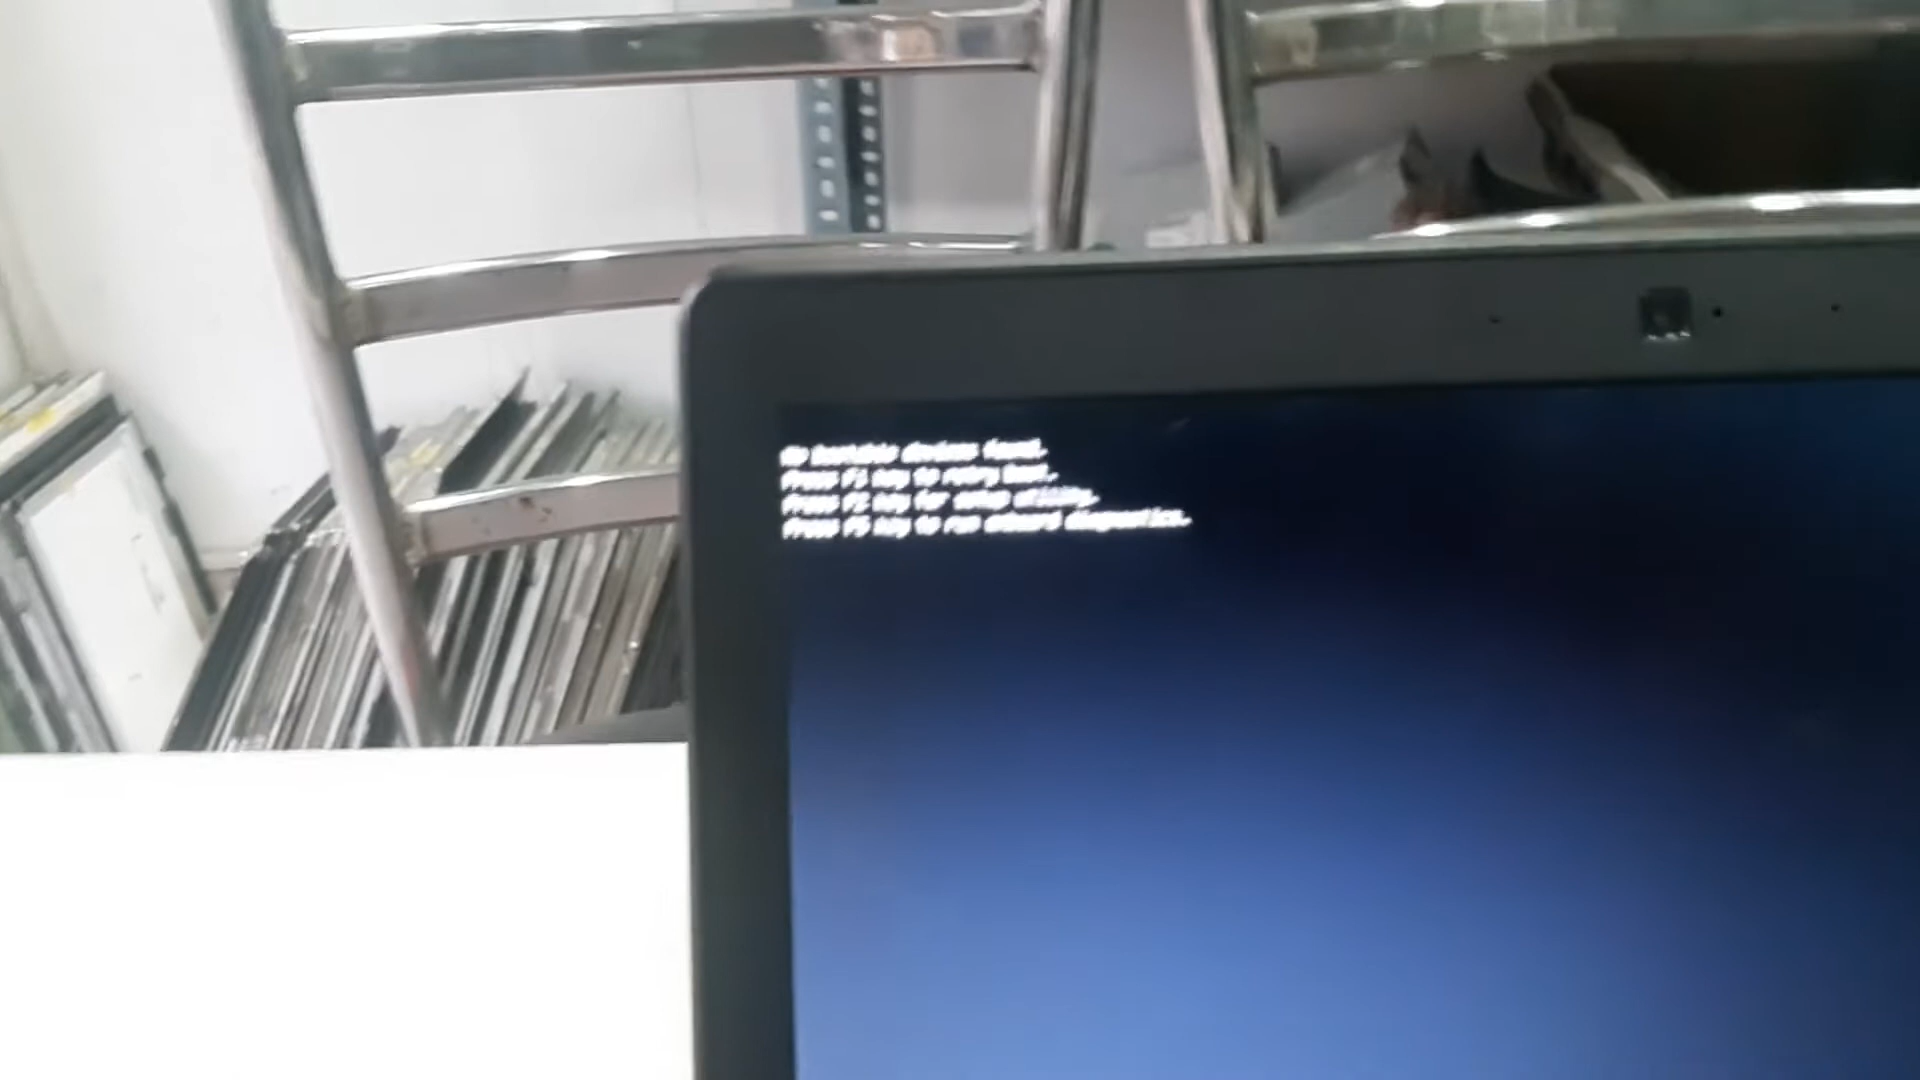 No bootable devices found.
Press F1 key to retry boot.
Press F2 key for setup utility.
Press F5 key to run onboard diagnostics.